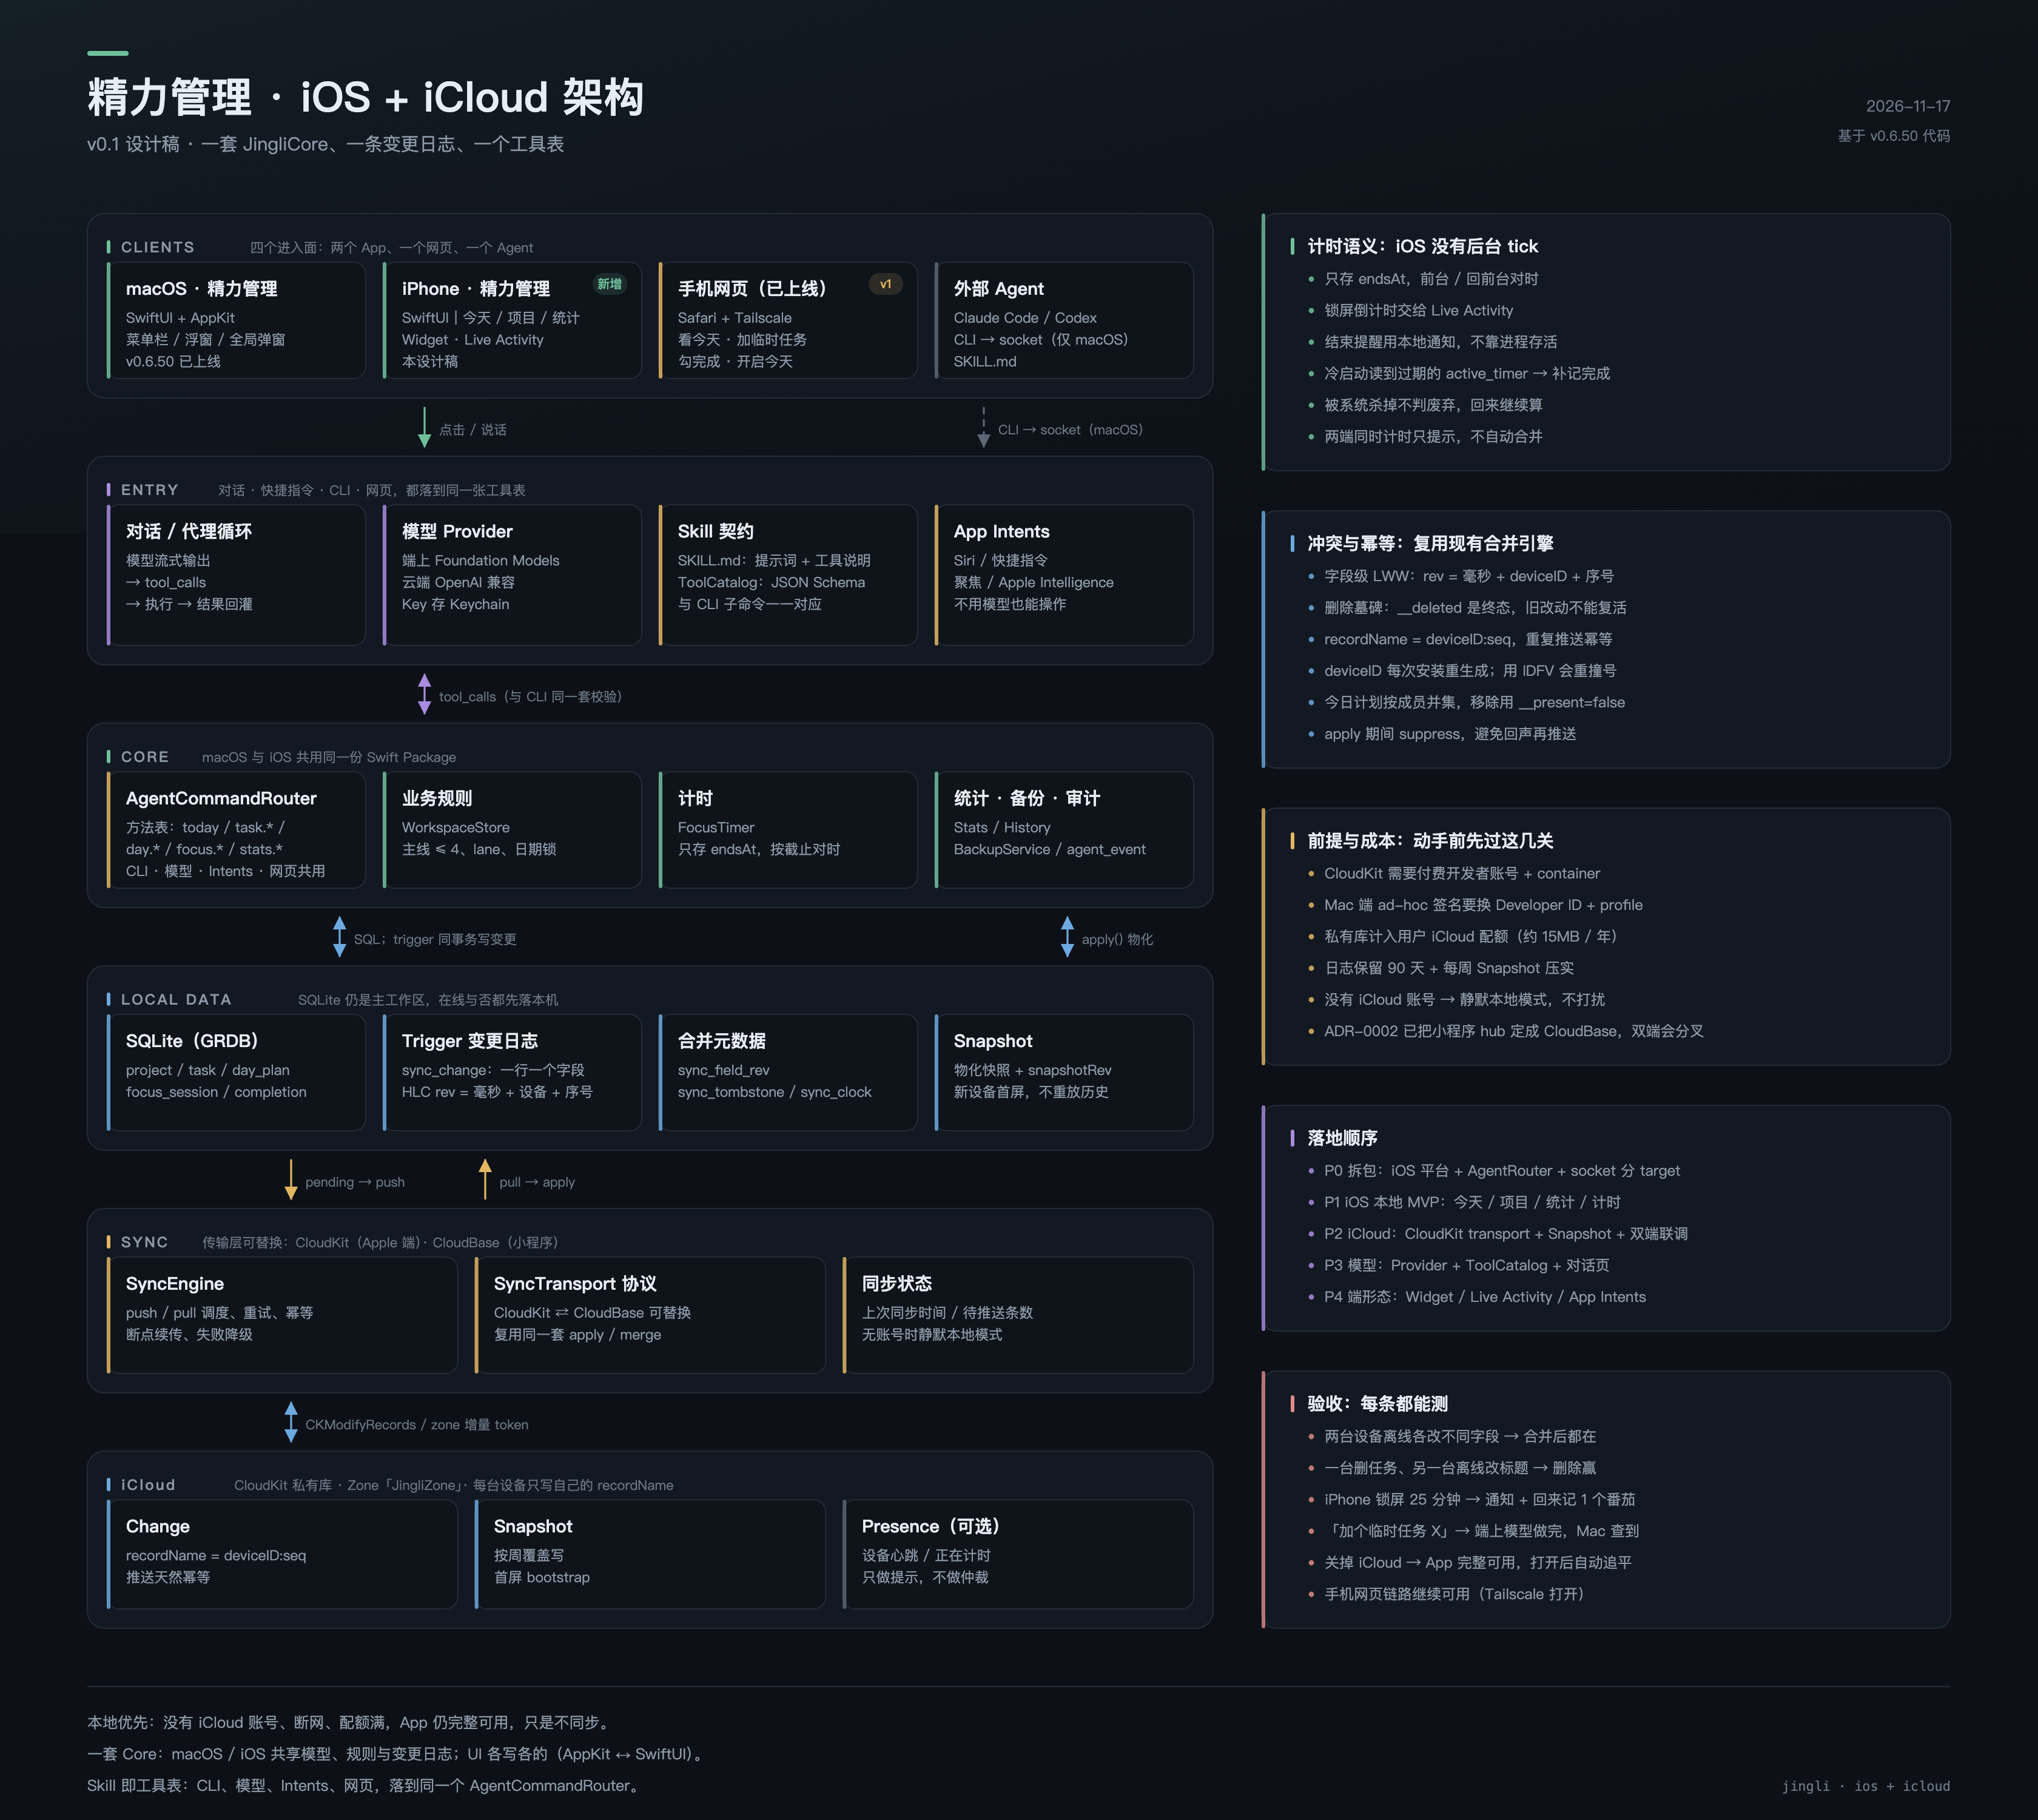 精力管理 · iOS + iCloud 架构
v0.1 设计稿 · 一套 JingliCore、一条变更日志、一个工具表
2026-11-17
基于 v0.6.50 代码
CLIENTS 四个进入面：两个 App、一个网页、一个 Agent
macOS · 精力管理
SwiftUI + AppKit
菜单栏 / 浮窗 / 全局弹窗
v0.6.50 已上线
iPhone · 精力管理 新增
SwiftUI | 今天 / 项目 / 统计
Widget · Live Activity
本设计稿
手机网页（已上线） v1
Safari + Tailscale
看今天 · 加临时任务
勾完成 · 开启今天
外部 Agent
Claude Code / Codex
CLI → socket（仅 macOS）
SKILL.md
点击 / 说话
CLI → socket（macOS）
ENTRY 对话 · 快捷指令 · CLI · 网页，都落到同一张工具表
对话 / 代理循环
模型流式输出
→ tool_calls
→ 执行 → 结果回灌
模型 Provider
端上 Foundation Models
云端 OpenAI 兼容
Key 存 Keychain
Skill 契约
SKILL.md：提示词 + 工具说明
ToolCatalog：JSON Schema
与 CLI 子命令一一对应
App Intents
Siri / 快捷指令
聚焦 / Apple Intelligence
不用模型也能操作
tool_calls（与 CLI 同一套校验）
CORE macOS 与 iOS 共用同一份 Swift Package
AgentCommandRouter
方法表：today / task.* /
day.* / focus.* / stats.*
CLI · 模型 · Intents · 网页共用
业务规则
WorkspaceStore
主线 ≤ 4、lane、日期锁
计时
FocusTimer
只存 endsAt，按截止对时
统计 · 备份 · 审计
Stats / History
BackupService / agent_event
SQL；trigger 同事务写变更
apply() 物化
LOCAL DATA SQLite 仍是主工作区，在线与否都先落本机
SQLite（GRDB）
project / task / day_plan
focus_session / completion
Trigger 变更日志
sync_change：一行一个字段
HLC rev = 毫秒 + 设备 + 序号
合并元数据
sync_field_rev
sync_tombstone / sync_clock
Snapshot
物化快照 + snapshotRev
新设备首屏，不重放历史
pending → push
pull → apply
SYNC 传输层可替换：CloudKit（Apple 端）· CloudBase（小程序）
SyncEngine
push / pull 调度、重试、幂等
断点续传、失败降级
SyncTransport 协议
CloudKit ⇄ CloudBase 可替换
复用同一套 apply / merge
同步状态
上次同步时间 / 待推送条数
无账号时静默本地模式
CKModifyRecords / zone 增量 token
iCloud CloudKit 私有库 · Zone「JingliZone」· 每台设备只写自己的 recordName
Change
recordName = deviceID:seq
推送天然幂等
Snapshot
按周覆盖写
首屏 bootstrap
Presence（可选）
设备心跳 / 正在计时
只做提示，不做仲裁
计时语义：iOS 没有后台 tick
• 只存 endsAt，前台 / 回前台对时
• 锁屏倒计时交给 Live Activity
• 结束提醒用本地通知，不靠进程存活
• 冷启动读到过期的 active_timer → 补记完成
• 被系统杀掉不判废弃，回来继续算
• 两端同时计时只提示，不自动合并
冲突与幂等：复用现有合并引擎
• 字段级 LWW：rev = 毫秒 + deviceID + 序号
• 删除墓碑：__deleted 是终态，旧改动不能复活
• recordName = deviceID:seq，重复推送幂等
• deviceID 每次安装重生成；用 IDFV 会重撞号
• 今日计划按成员并集，移除用 __present=false
• apply 期间 suppress，避免回声再推送
前提与成本：动手前先过这几关
• CloudKit 需要付费开发者账号 + container
• Mac 端 ad-hoc 签名要换 Developer ID + profile
• 私有库计入用户 iCloud 配额（约 15MB / 年）
• 日志保留 90 天 + 每周 Snapshot 压实
• 没有 iCloud 账号 → 静默本地模式，不打扰
• ADR-0002 已把小程序 hub 定成 CloudBase，双端会分叉
落地顺序
• P0 拆包：iOS 平台 + AgentRouter + socket 分 target
• P1 iOS 本地 MVP：今天 / 项目 / 统计 / 计时
• P2 iCloud：CloudKit transport + Snapshot + 双端联调
• P3 模型：Provider + ToolCatalog + 对话页
• P4 端形态：Widget / Live Activity / App Intents
验收：每条都能测
• 两台设备离线各改不同字段 → 合并后都在
• 一台删任务、另一台离线改标题 → 删除赢
• iPhone 锁屏 25 分钟 → 通知 + 回来记 1 个番茄
• 「加个临时任务 X」→ 端上模型做完，Mac 查到
• 关掉 iCloud → App 完整可用，打开后自动追平
• 手机网页链路继续可用（Tailscale 打开）
本地优先：没有 iCloud 账号、断网、配额满，App 仍完整可用，只是不同步。
一套 Core：macOS / iOS 共享模型、规则与变更日志；UI 各写各的（AppKit ↔ SwiftUI）。
Skill 即工具表：CLI、模型、Intents、网页，落到同一个 AgentCommandRouter。
jingli · ios + icloud